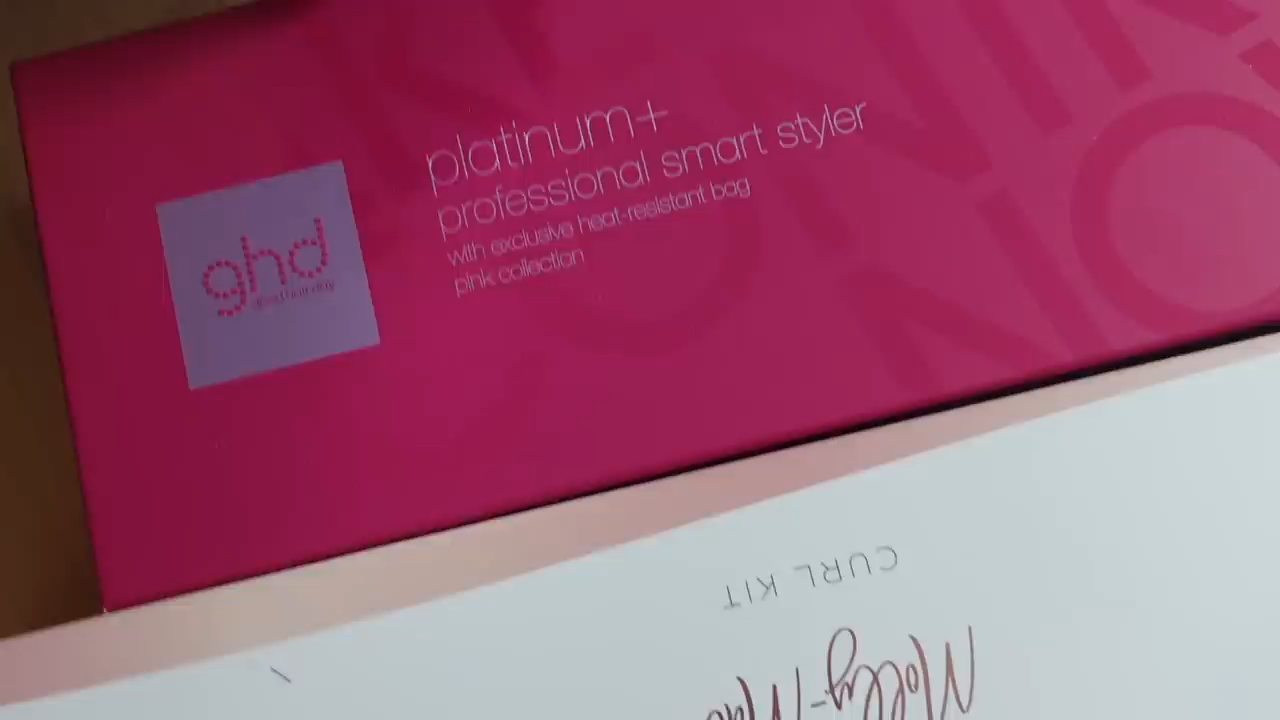 platinum+
professional smart styler
with exclusive heat-resistant bag
pink collection
ghd
CURL KIT